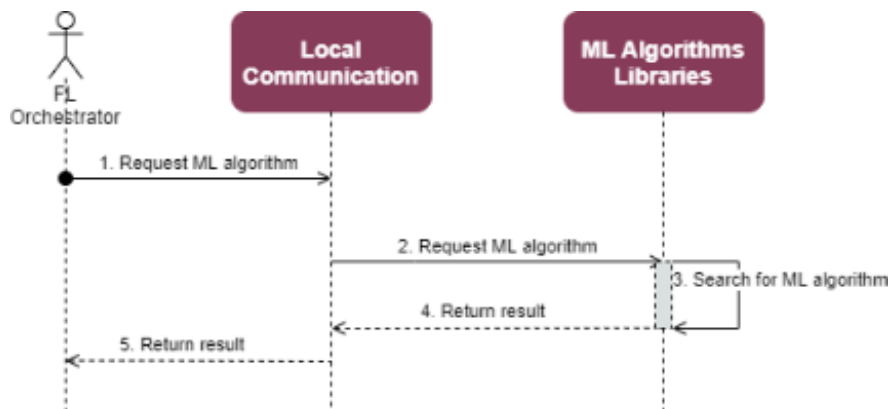 FL
Orchestrator
Local
Communication
ML Algorithms
Libraries
1. Request ML algorithm
2. Request ML algorithm
3. Search for ML algorithm
4. Return result
5. Return result